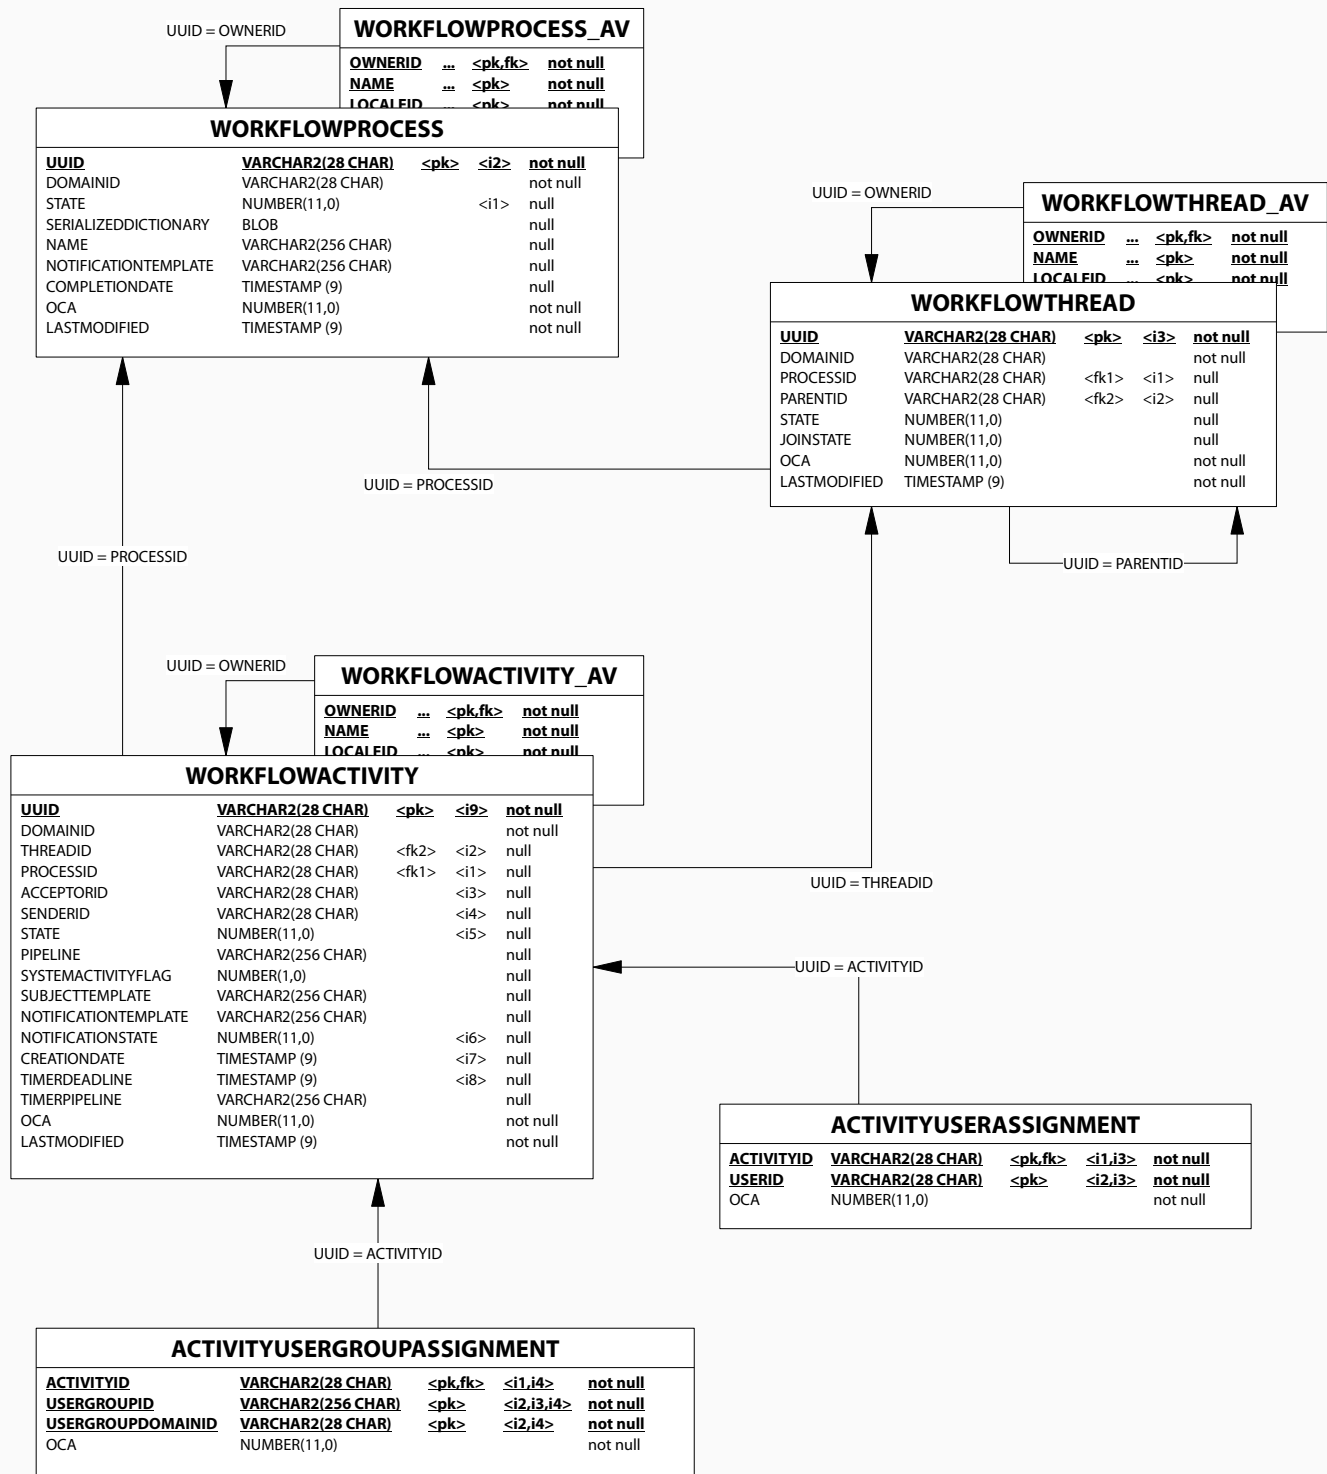 UUID = OWNERID
WORKFLOWPROCESS_AV
OWNERID ... <pk,fk> not null
NAME ... <pk> not null
LOCALEID ... <pk> not null
WORKFLOWPROCESS
UUID VARCHAR2(28 CHAR) <pk> <i2> not null
DOMAINID VARCHAR2(28 CHAR) not null
STATE NUMBER(11,0) <i1> null
SERIALIZEDDICTIONARY BLOB null
NAME VARCHAR2(256 CHAR) null
NOTIFICATIONTEMPLATE VARCHAR2(256 CHAR) null
COMPLETIONDATE TIMESTAMP (9) null
OCA NUMBER(11,0) not null
LASTMODIFIED TIMESTAMP (9) not null
UUID = OWNERID
WORKFLOWTHREAD_AV
OWNERID ... <pk,fk> not null
NAME ... <pk> not null
LOCALEID ... <pk> not null
WORKFLOWTHREAD
UUID VARCHAR2(28 CHAR) <pk> <i3> not null
DOMAINID VARCHAR2(28 CHAR) not null
PROCESSID VARCHAR2(28 CHAR) <fk1> <i1> null
PARENTID VARCHAR2(28 CHAR) <fk2> <i2> null
STATE NUMBER(11,0) null
JOINSTATE NUMBER(11,0) null
OCA NUMBER(11,0) not null
LASTMODIFIED TIMESTAMP (9) not null
UUID = PROCESSID
UUID = PROCESSID
UUID = PARENTID
UUID = OWNERID
WORKFLOWACTIVITY_AV
OWNERID ... <pk,fk> not null
NAME ... <pk> not null
LOCALEID ... <pk> not null
WORKFLOWACTIVITY
UUID VARCHAR2(28 CHAR) <pk> <i9> not null
DOMAINID VARCHAR2(28 CHAR) not null
THREADID VARCHAR2(28 CHAR) <fk2> <i2> null
PROCESSID VARCHAR2(28 CHAR) <fk1> <i1> null
ACCEPTORID VARCHAR2(28 CHAR) <i3> null
SENDERID VARCHAR2(28 CHAR) <i4> null
STATE NUMBER(11,0) <i5> null
PIPELINE VARCHAR2(256 CHAR) null
SYSTEMACTIVITYFLAG NUMBER(1,0) null
SUBJECTTEMPLATE VARCHAR2(256 CHAR) null
NOTIFICATIONTEMPLATE VARCHAR2(256 CHAR) null
NOTIFICATIONSTATE NUMBER(11,0) <i6> null
CREATIONDATE TIMESTAMP (9) <i7> null
TIMERDEADLINE TIMESTAMP (9) <i8> null
TIMERPIPELINE VARCHAR2(256 CHAR) null
OCA NUMBER(11,0) not null
LASTMODIFIED TIMESTAMP (9) not null
UUID = THREADID
UUID = ACTIVITYID
ACTIVITYUSERASSIGNMENT
ACTIVITYID VARCHAR2(28 CHAR) <pk,fk> <i1,i3> not null
USERID VARCHAR2(28 CHAR) <pk> <i2,i3> not null
OCA NUMBER(11,0) not null
UUID = ACTIVITYID
ACTIVITYUSERGROUPASSIGNMENT
ACTIVITYID VARCHAR2(28 CHAR) <pk,fk> <i1,i4> not null
USERGROUPID VARCHAR2(256 CHAR) <pk> <i2,i3,i4> not null
USERGROUPDOMAINID VARCHAR2(28 CHAR) <pk> <i2,i4> not null
OCA NUMBER(11,0) not null